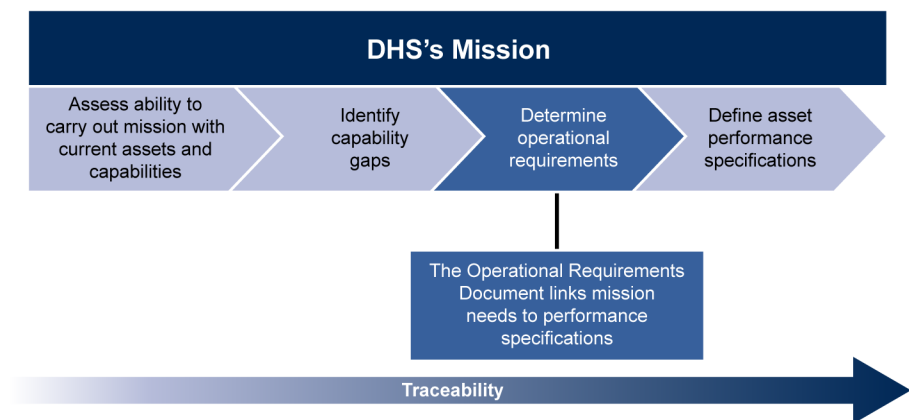 DHS's Mission
Assess ability to
carry out mission with
current assets and
capabilities
Identify
capability
gaps
Determine
operational
requirements
Define asset
performance
specifications
The Operational Requirements
Document links mission
needs to performance
specifications
Traceability